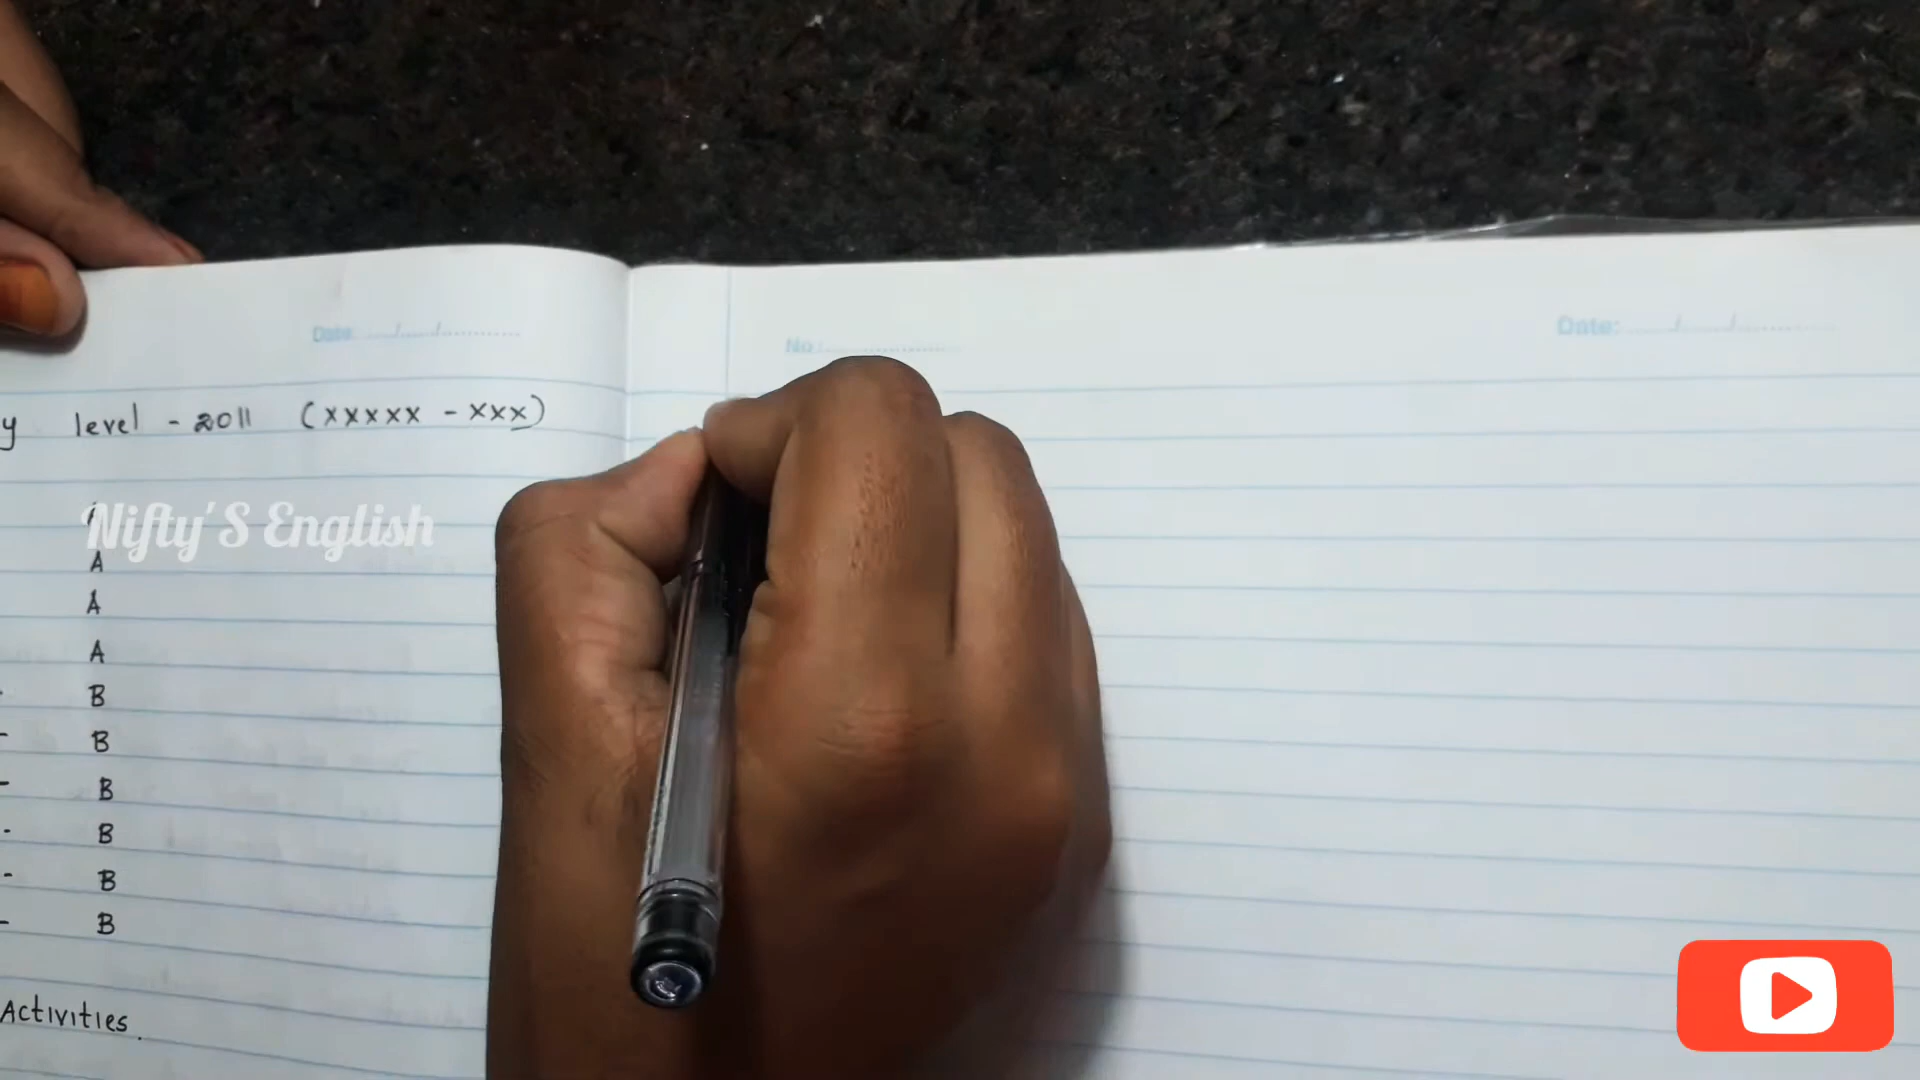 Date: ..../..../............
y level - 2011 (xxxxx - xxx)
Nifty'S English
A
A
A
- B
- B
- B
- B
- B
- B
Activities.
No :........................
Date: ....../....../............